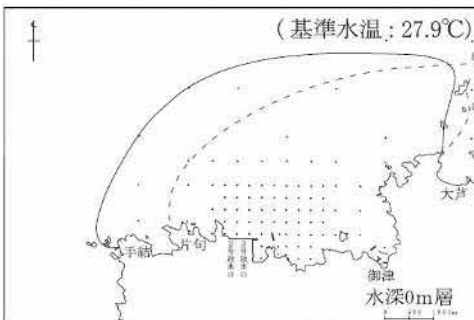 (基準水温:27.9℃)
大芦
手結
片句
御津
水深0m層